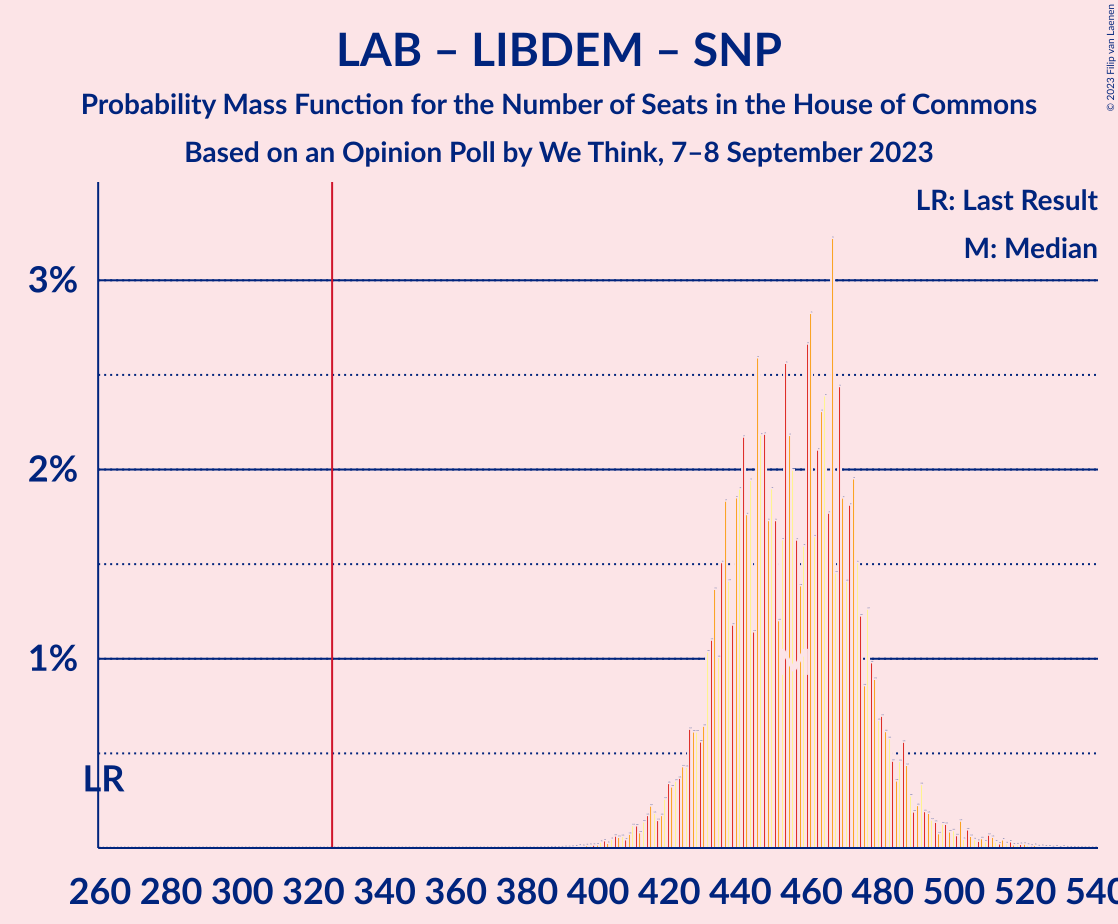 LAB – LIBDEM – SNP
Probability Mass Function for the Number of Seats in the House of Commons
Based on an Opinion Poll by We Think, 7–8 September 2023
© 2023 Filip van Laenen
LR: Last Result
M: Median
3%
2%
1%
LR
260 280 300 320 340 360 380 400 420 440 460 480 500 520 540